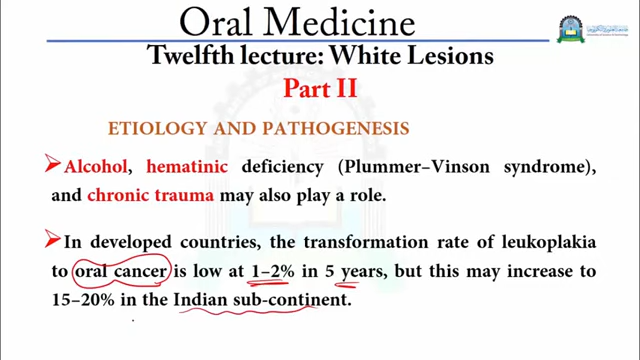 Oral Medicine
Twelfth lecture: White Lesions
Part II
ETIOLOGY AND PATHOGENESIS
Alcohol, hematinic deficiency (Plummer–Vinson syndrome),
and chronic trauma may also play a role.
In developed countries, the transformation rate of leukoplakia
to oral cancer is low at 1–2% in 5 years, but this may increase to
15–20% in the Indian sub-continent.